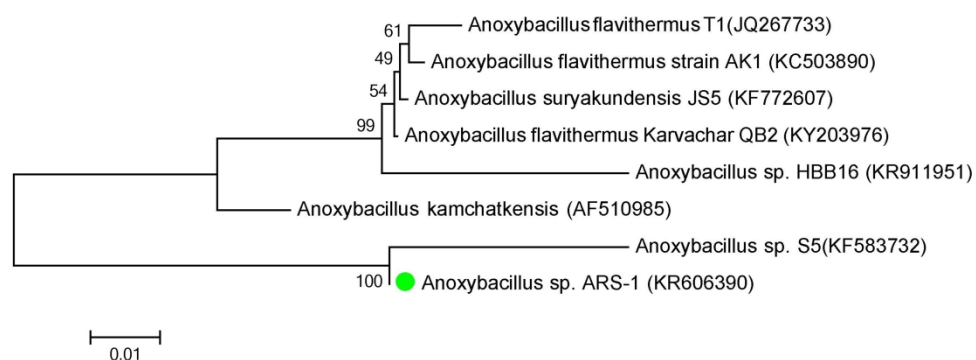 Anoxybacillus flavithermus T1(JQ267733)
61
Anoxybacillus flavithermus strain AK1 (KC503890)
49
Anoxybacillus suryakundensis JS5 (KF772607)
54
Anoxybacillus flavithermus Karvachar QB2 (KY203976)
99
Anoxybacillus sp. HBB16 (KR911951)
Anoxybacillus kamchatkensis (AF510985)
Anoxybacillus sp. S5(KF583732)
100
Anoxybacillus sp. ARS-1 (KR606390)
0.01